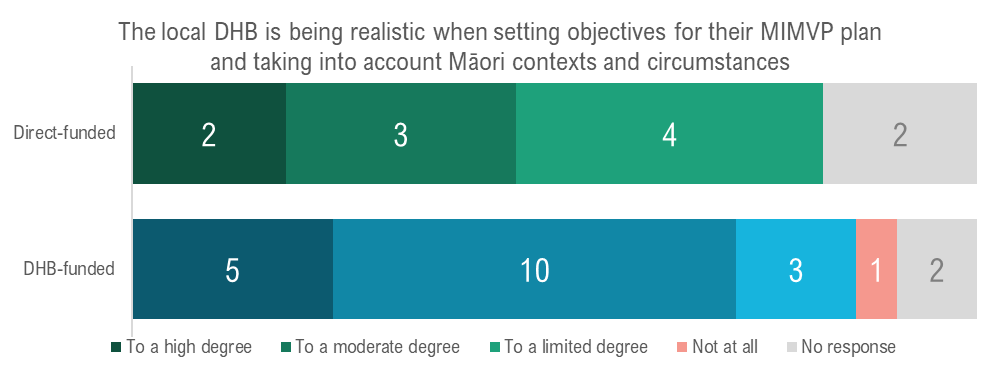 The local DHB is being realistic when setting objectives for their MIMVP plan
and taking into account Māori contexts and circumstances
Direct-funded
2 3 4 2
DHB-funded
5 10 3 1 2
To a high degree To a moderate degree To a limited degree Not at all No response